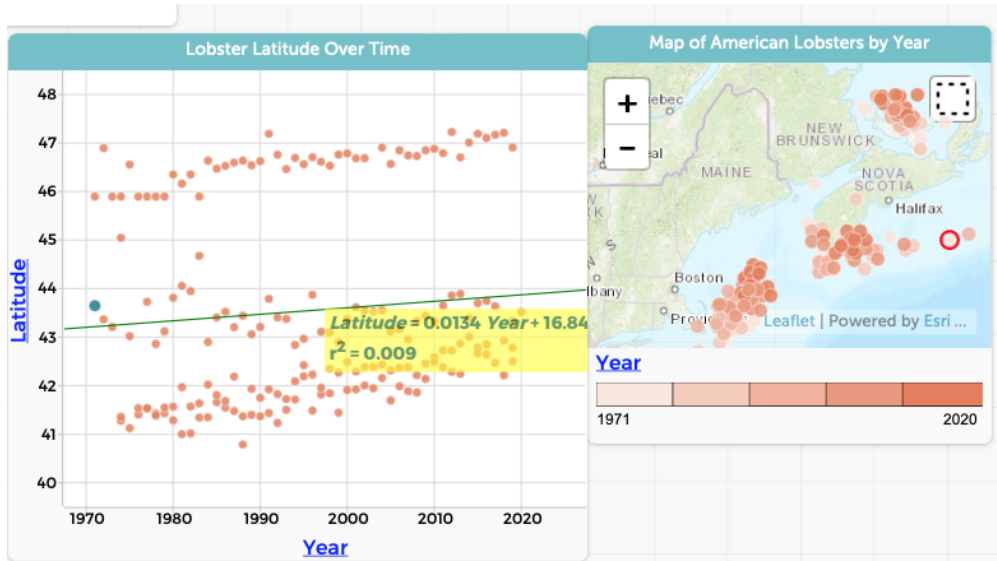 Lobster Latitude Over Time
48
47
46
45
44
43
42
41
40
Latitude
Latitude = 0.0134 Year + 16.84
r² = 0.009
1970
1980
1990
2000
2010
2020
Year
Map of American Lobsters by Year
+
−
NEW
BRUNSWICK
MAINE
NOVA
SCOTIA
Halifax
Boston
Leaflet | Powered by Esri ...
Year
1971
2020